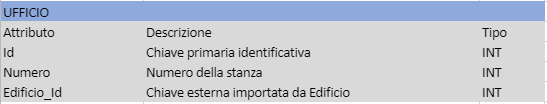 UFFICIO
Attributo Descrizione Tipo
Id Chiave primaria identificativa INT
Numero Numero della stanza INT
Edificio_Id Chiave esterna importata da Edificio INT